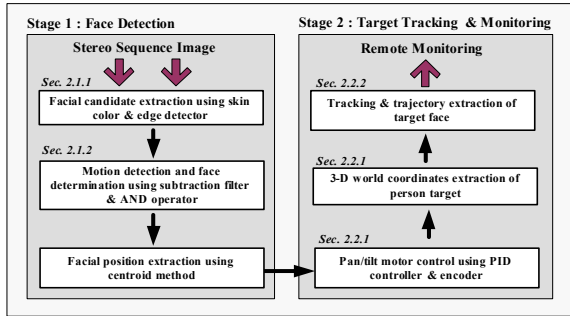 Stage 1 : Face Detection
Stereo Sequence Image
Sec. 2.1.1
Facial candidate extraction using skin
color & edge detector
Sec. 2.1.2
Motion detection and face
determination using subtraction filter
& AND operator
Facial position extraction using
centroid method
Stage 2 : Target Tracking & Monitoring
Remote Monitoring
Sec. 2.2.2
Tracking & trajectory extraction of
target face
Sec. 2.2.1
3-D world coordinates extraction of
person target
Sec. 2.2.1
Pan/tilt motor control using PID
controller & encoder